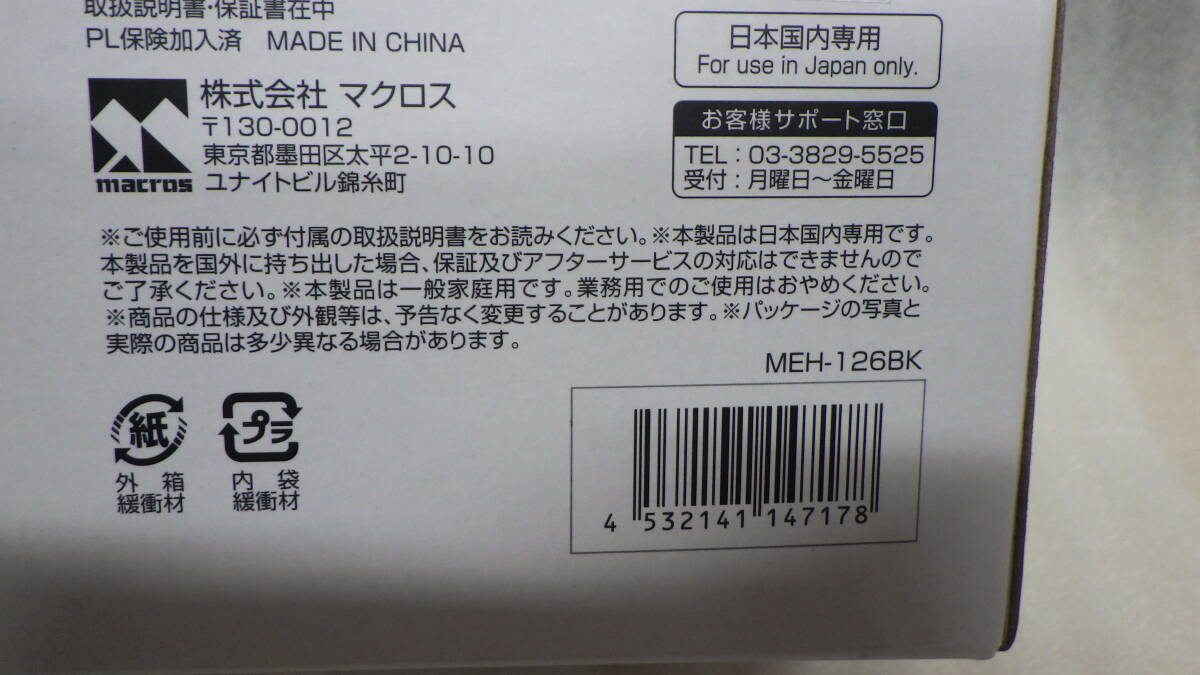 取扱説明書・保証書在中
PL保険加入済 MADE IN CHINA
株式会社 マクロス
〒130-0012
東京都墨田区太平2-10-10
ユナイトビル錦糸町
macros
日本国内専用
For use in Japan only.
お客様サポート窓口
TEL：03-3829-5525
受付：月曜日～金曜日
※ご使用前に必ず付属の取扱説明書をお読みください。※本製品は日本国内専用です。
本製品を国外に持ち出した場合、保証及びアフターサービスの対応はできませんので
ご了承ください。※本製品は一般家庭用です。業務用でのご使用はおやめください。
※商品の仕様及び外観等は、予告なく変更することがあります。※パッケージの写真と
実際の商品は多少異なる場合があります。
MEH-126BK
紙
外箱
緩衝材
プラ
内袋
緩衝材
4 532141 147178